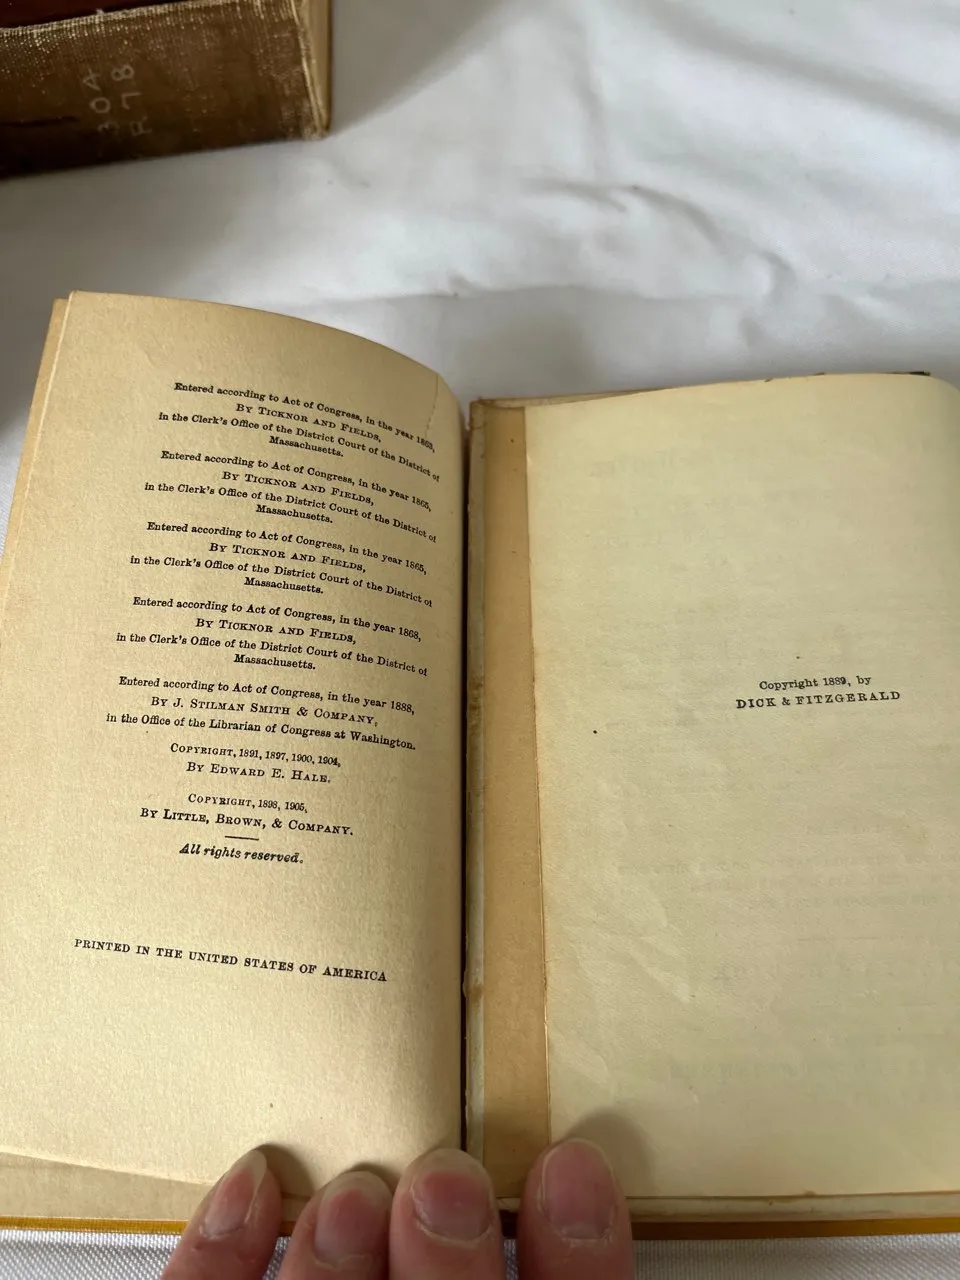 304
R78
Entered according to Act of Congress, in the year 1863,
BY TICKNOR AND FIELDS,
in the Clerk's Office of the District Court of the District of
Massachusetts.
Entered according to Act of Congress, in the year 1865,
BY TICKNOR AND FIELDS,
in the Clerk's Office of the District Court of the District of
Massachusetts.
Entered according to Act of Congress, in the year 1865,
BY TICKNOR AND FIELDS,
in the Clerk's Office of the District Court of the District of
Massachusetts.
Entered according to Act of Congress, in the year 1868,
BY TICKNOR AND FIELDS,
in the Clerk's Office of the District Court of the District of
Massachusetts.
Entered according to Act of Congress, in the year 1888,
BY J. STILMAN SMITH & COMPANY,
in the Office of the Librarian of Congress at Washington.
COPYRIGHT, 1891, 1897, 1900, 1904,
BY EDWARD E. HALE.
COPYRIGHT, 1898, 1905,
BY LITTLE, BROWN, & COMPANY.
All rights reserved.
PRINTED IN THE UNITED STATES OF AMERICA
Copyright 1889, by
DICK & FITZGERALD